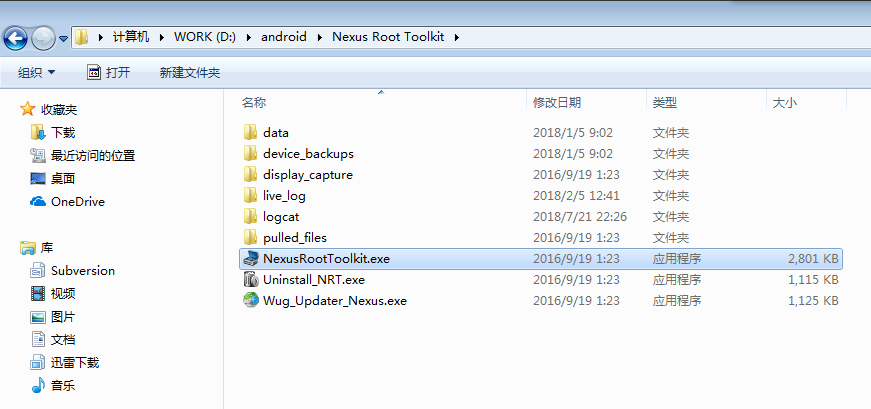 计算机 WORK (D:) android Nexus Root Toolkit
组织 打开 新建文件夹
收藏夹
下载
最近访问的位置
桌面
OneDrive
库
Subversion
视频
图片
文档
迅雷下载
音乐
名称 修改日期 类型 大小
data 2018/1/5 9:02 文件夹
device_backups 2018/1/5 9:02 文件夹
display_capture 2016/9/19 1:23 文件夹
live_log 2018/2/5 12:41 文件夹
logcat 2018/7/21 22:26 文件夹
pulled_files 2016/9/19 1:23 文件夹
NexusRootToolkit.exe 2016/9/19 1:23 应用程序 2,801 KB
Uninstall_NRT.exe 2016/9/19 1:23 应用程序 1,115 KB
Wug_Updater_Nexus.exe 2016/9/19 1:23 应用程序 1,125 KB